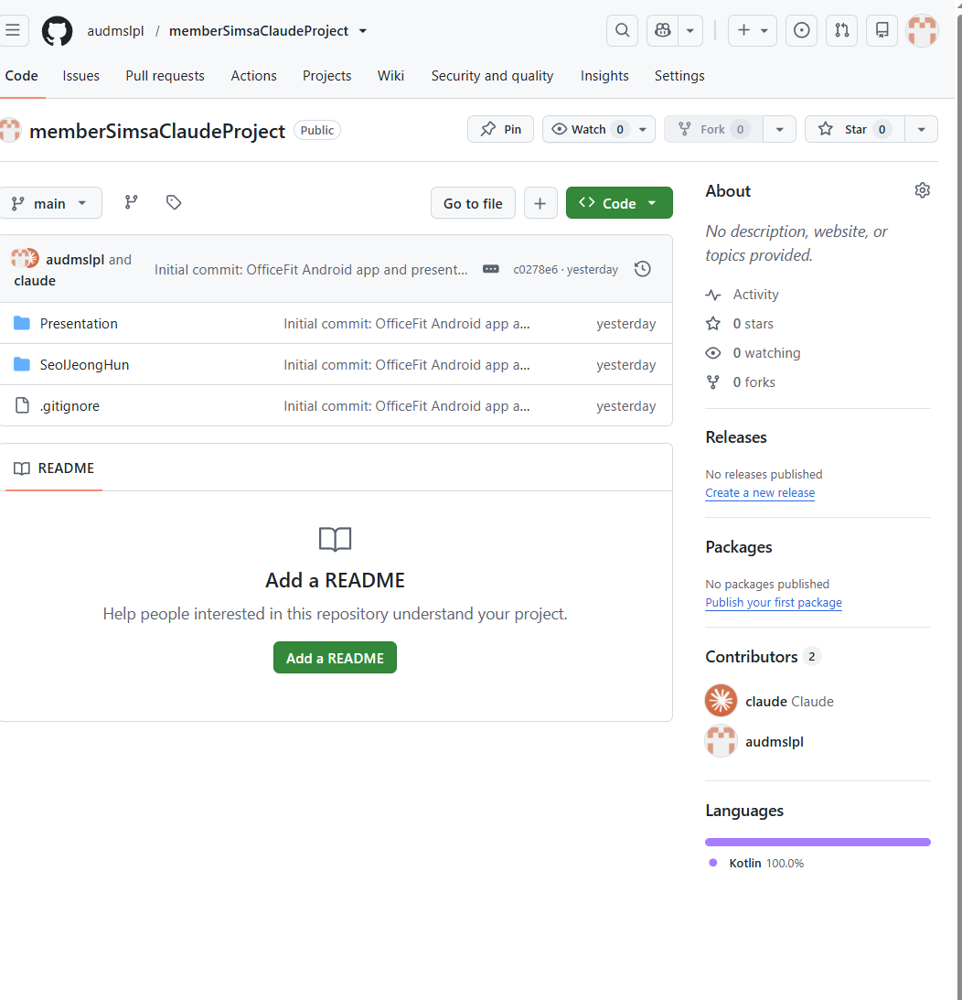 audmslpl / memberSimsaClaudeProject
Code Issues Pull requests Actions Projects Wiki Security and quality Insights Settings
memberSimsaClaudeProject Public Pin Watch 0 Fork 0 Star 0
main Go to file Code
audmslpl and claude
Initial commit: OfficeFit Android app and present... c0278e6 · yesterday
Presentation Initial commit: OfficeFit Android app a... yesterday
SeolJeongHun Initial commit: OfficeFit Android app a... yesterday
.gitignore Initial commit: OfficeFit Android app a... yesterday
README
Add a README
Help people interested in this repository understand your project.
Add a README
About
No description, website, or
topics provided.
Activity
0 stars
0 watching
0 forks
Releases
No releases published
Create a new release
Packages
No packages published
Publish your first package
Contributors 2
claude Claude
audmslpl
Languages
Kotlin 100.0%